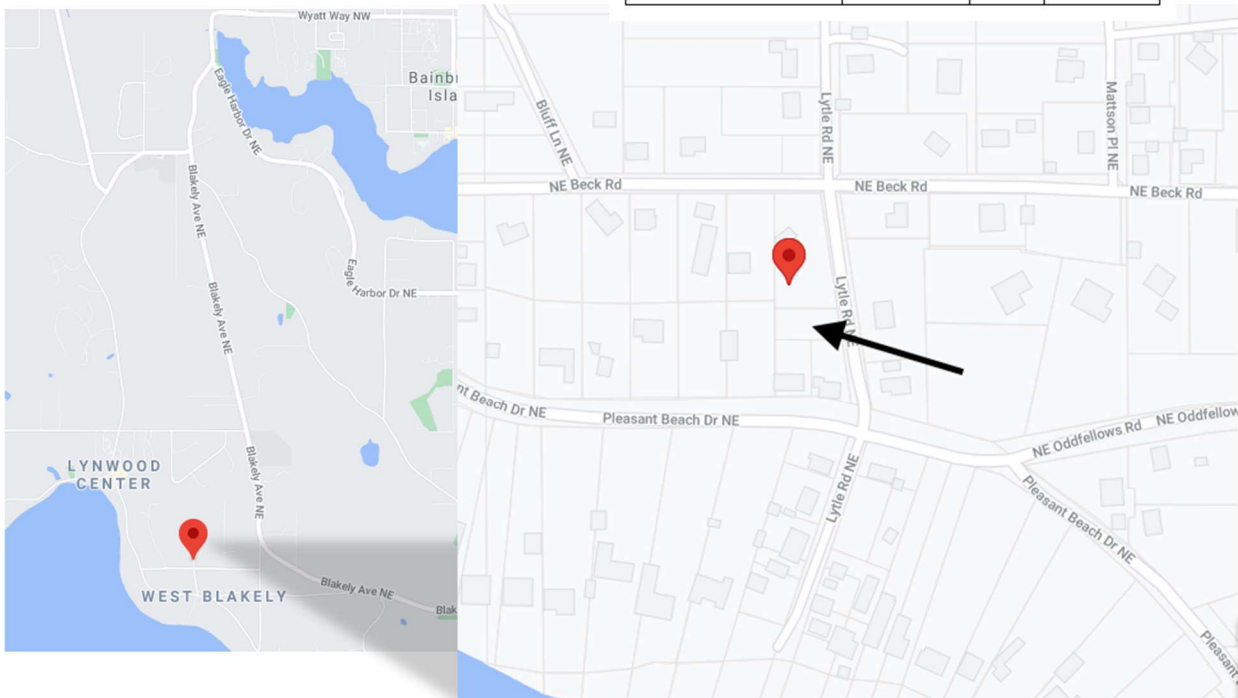 Wyatt Way NW
Eagle Harbor Dr NE
Bainbr
Isla
Blakely Ave NE
Blakely Ave NE
Eagle Harbor Dr NE
Blakely Ave NE
LYNWOOD
CENTER
WEST BLAKELY
Blakely Ave NE
Blak
Bluff Ln NE
Lytle Rd NE
Mattson Pl NE
NE Beck Rd
NE Beck Rd
NE Beck Rd
Lytle Rd NE
nt Beach Dr NE
Pleasant Beach Dr NE
NE Oddfellows Rd
NE Oddfellow
Lytle Rd NE
Pleasant Beach Dr NE
Pleasant